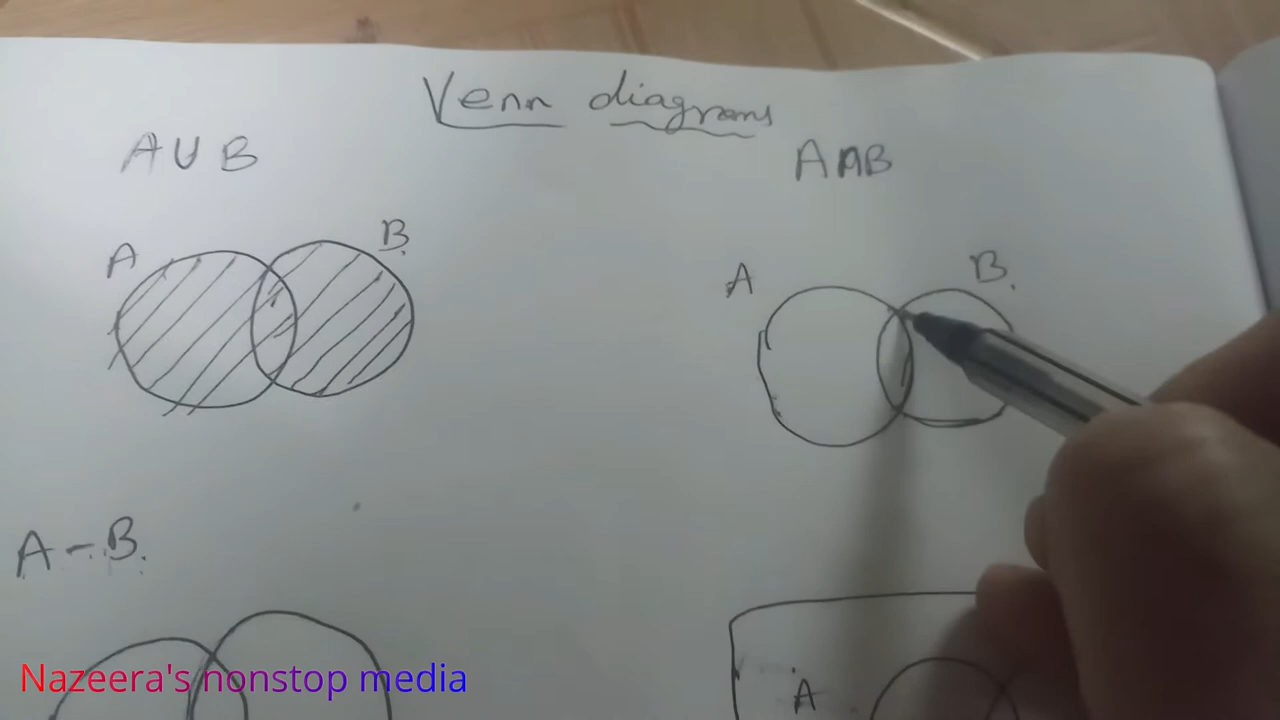 Venn diagrams
A ∪ B
A ∩ B
A
B.
A
B.
A - B.
A
Nazeera's nonstop media